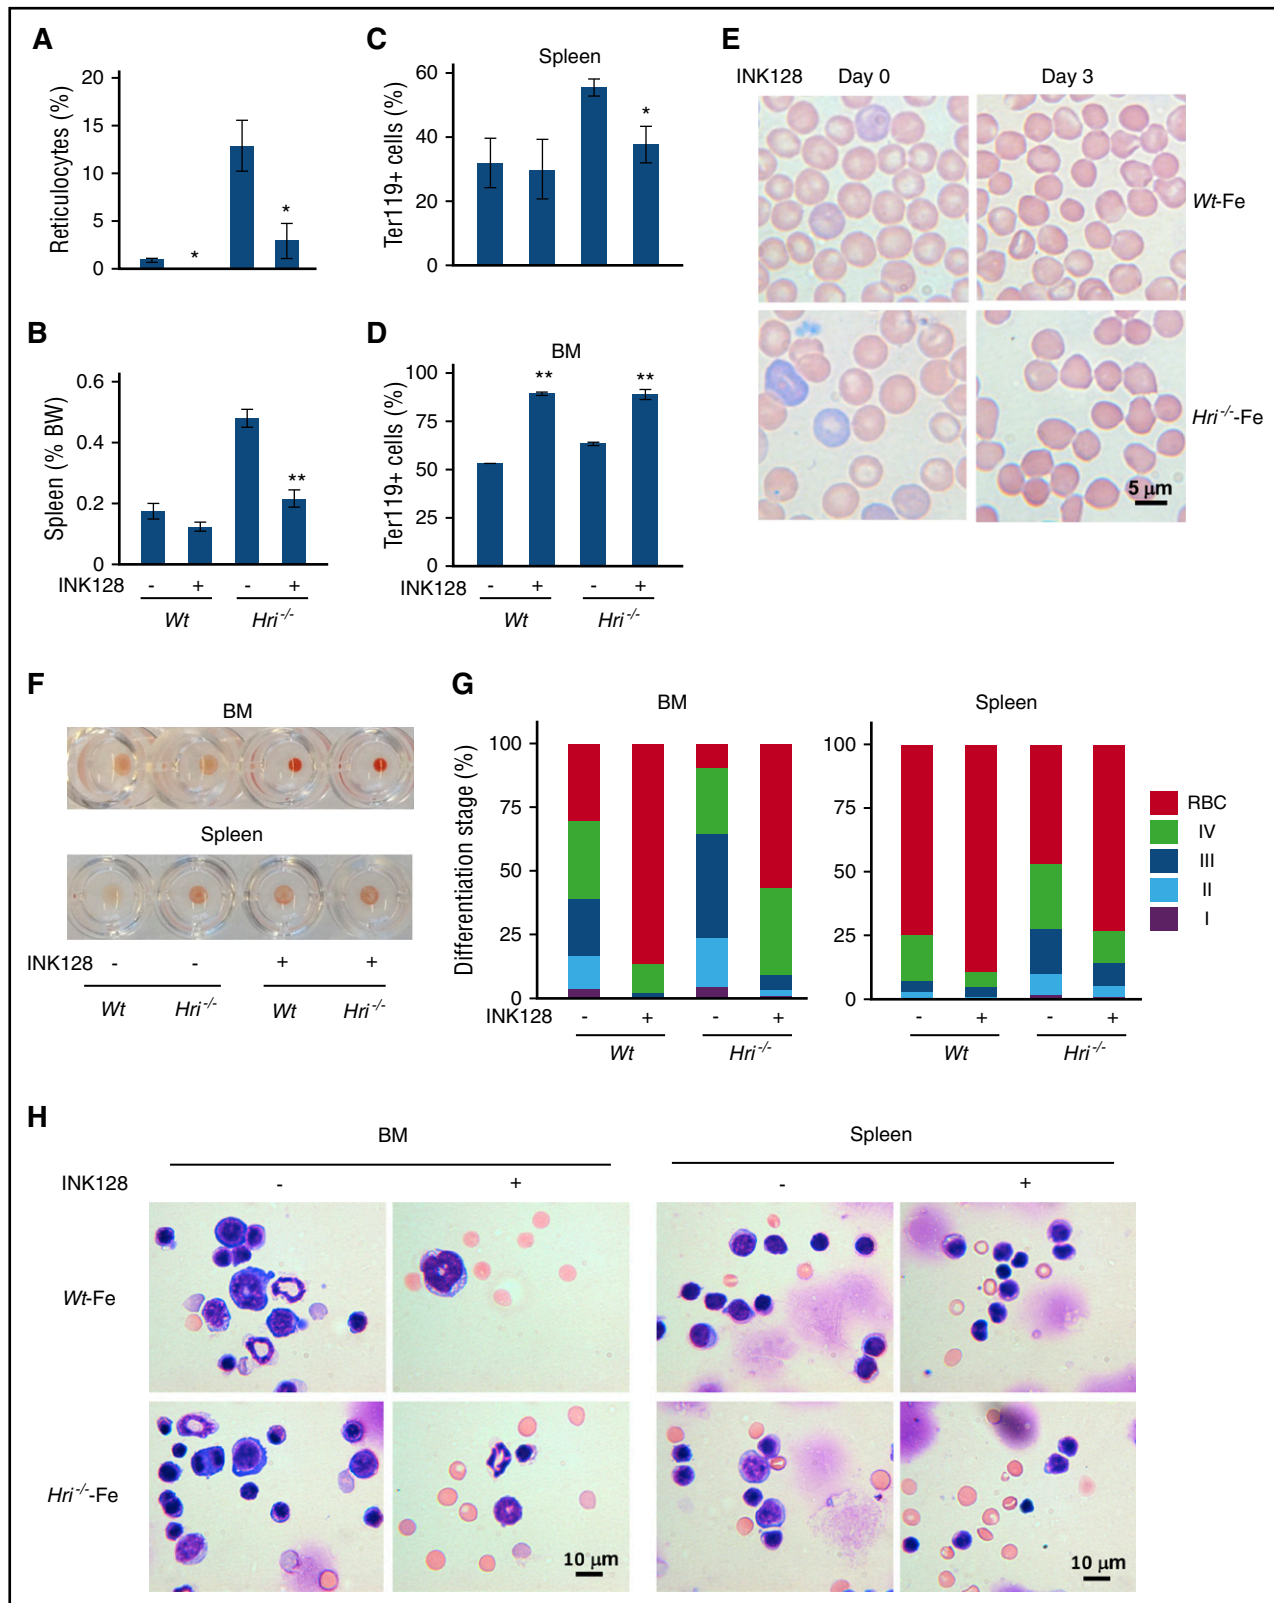 A
Reticulocytes (%)
20
15
10
5
0
*
*
B
Spleen (% BW)
0.6
0.4
0.2
0
**
INK128 - + - +
Wt Hri-/-
C
Spleen
Ter119+ cells (%)
60
40
20
0
*
D
BM
Ter119+ cells (%)
100
75
50
25
0
**
**
INK128 - + - +
Wt Hri-/-
E
INK128 Day 0 Day 3
Wt-Fe
Hri-/--Fe
5 µm
F
BM
Spleen
INK128 - - + +
Wt Hri-/- Wt Hri-/-
G
BM
Spleen
Differentiation stage (%)
100
75
50
25
0
INK128 - + - +
Wt Hri-/-
100
75
50
25
0
- + - +
Wt Hri-/-
RBC
IV
III
II
I
H
BM Spleen
INK128 - + - +
Wt-Fe
Hri-/--Fe
10 µm
10 µm